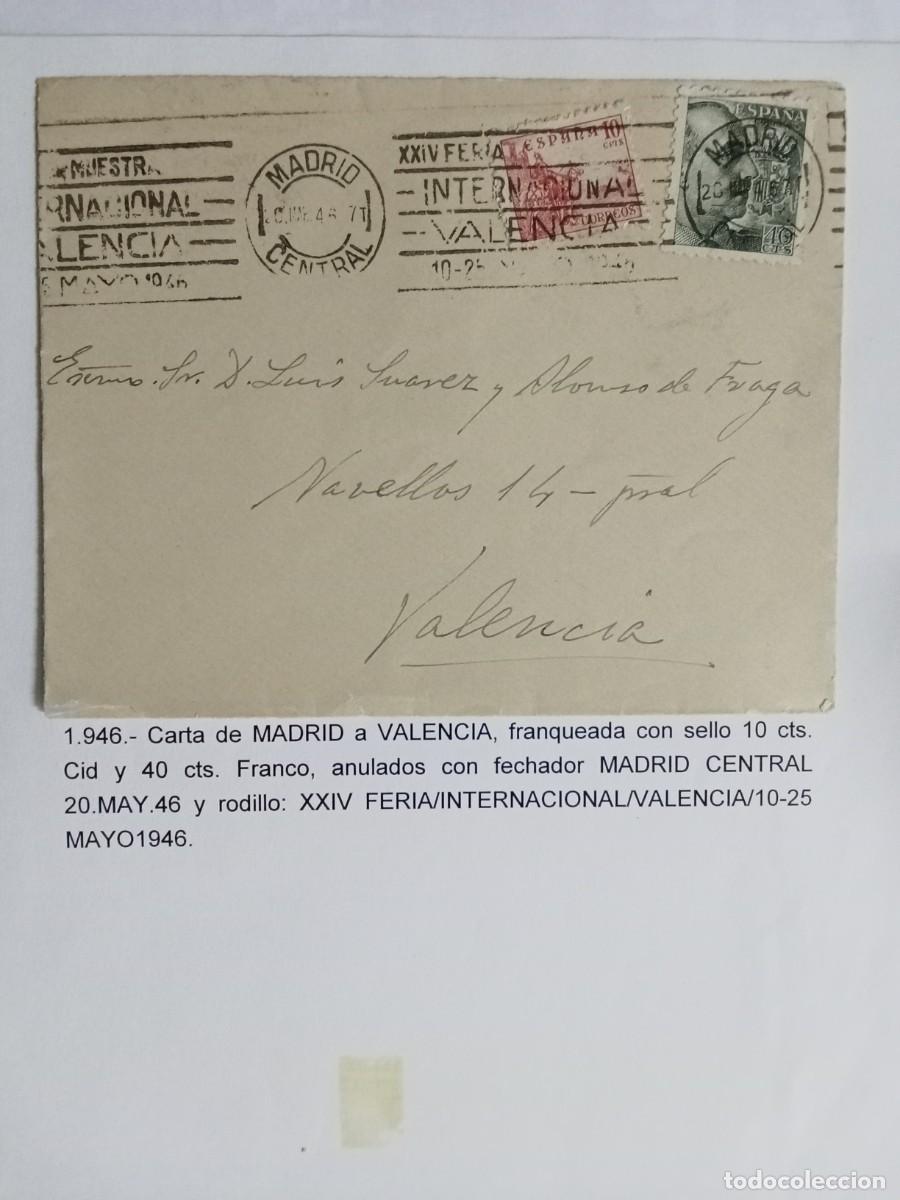 MUESTRA
RNACIONAL
ALENCIA
MAYO 1946
MADRID
CENTRAL
XXIV FERIA
INTERNACIONAL
VALENCIA
10-25
ESPAÑA 10
CTS
CORREOS
ESPAÑA
MADRID
40
CTS
Exmo. Sr. D. Luis Suarez y Alonso de Fraga
Navellos 14 - pral
Valencia
1.946.- Carta de MADRID a VALENCIA, franqueada con sello 10 cts.
Cid y 40 cts. Franco, anulados con fechador MADRID CENTRAL
20.MAY.46 y rodillo: XXIV FERIA/INTERNACIONAL/VALENCIA/10-25
MAYO1946.
todocoleccion